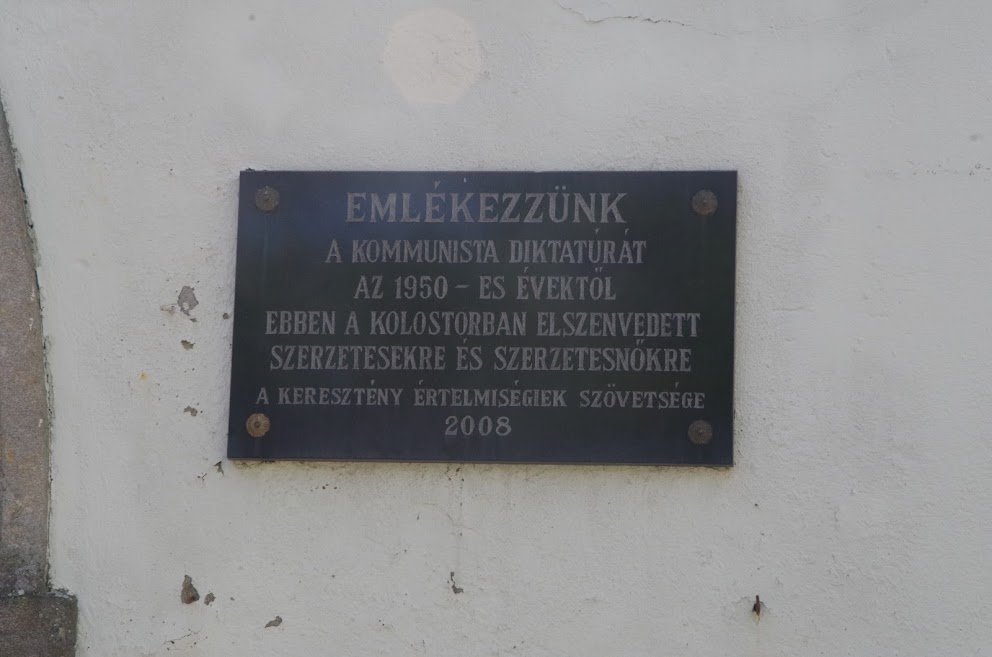 EMLÉKEZZÜNK
A KOMMUNISTA DIKTATÚRÁT
AZ 1950 - ES ÉVEKTŐL
EBBEN A KOLOSTORBAN ELSZENVEDETT
SZERZETESEKRE ÉS SZERZETESNŐKRE
A KERESZTÉNY ÉRTELMISÉGIEK SZÖVETSÉGE
2008